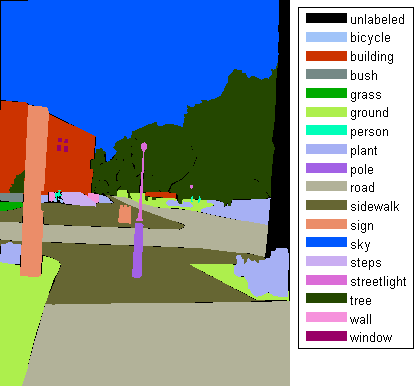 unlabeled
bicycle
building
bush
grass
ground
person
plant
pole
road
sidewalk
sign
sky
steps
streetlight
tree
wall
window